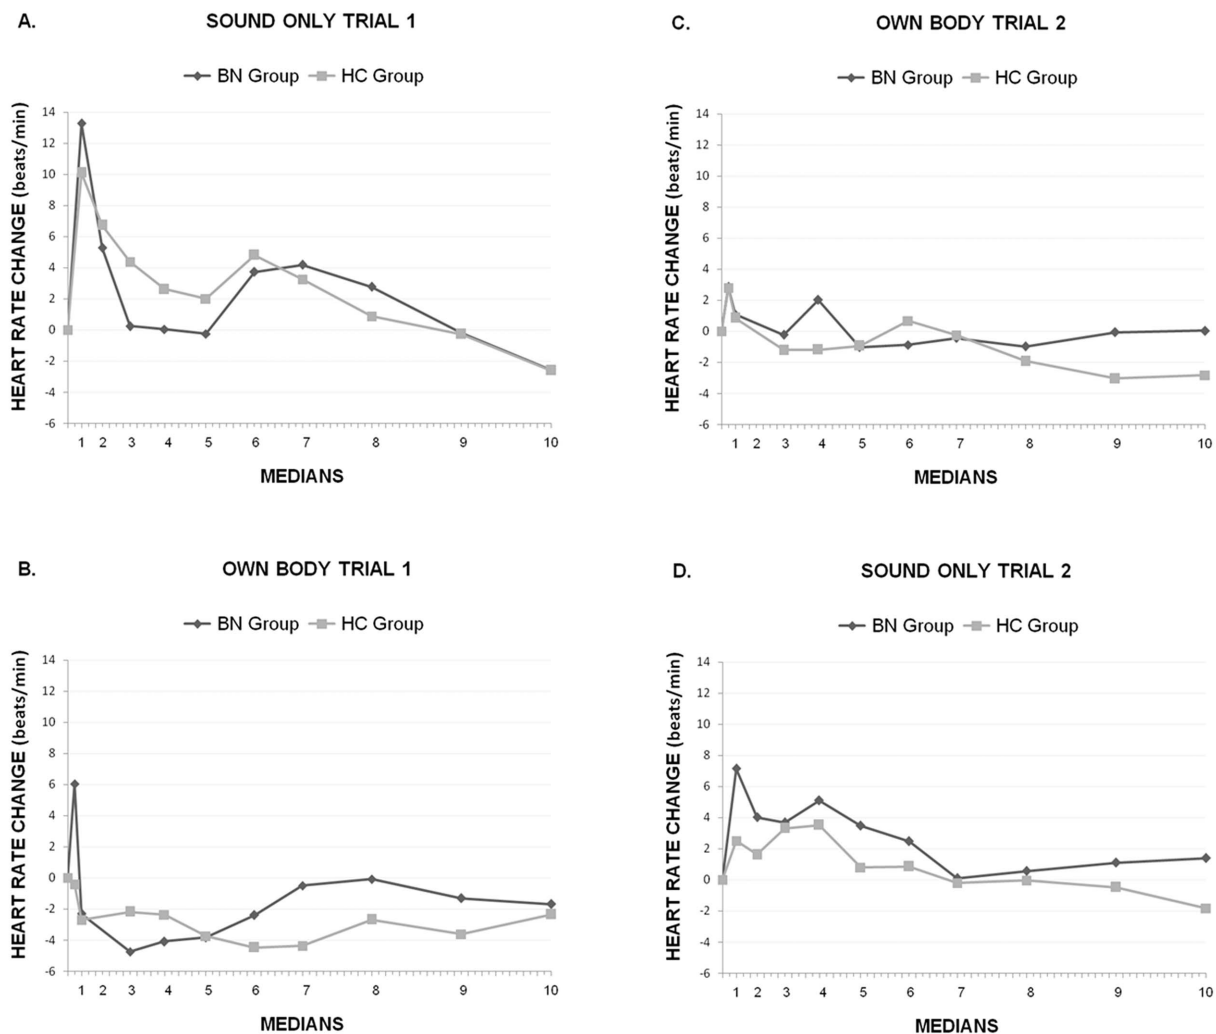 A.
SOUND ONLY TRIAL 1
BN Group HC Group
HEART RATE CHANGE (beats/min)
14
12
10
8
6
4
2
0
-2
-4
-6
1 2 3 4 5 6 7 8 9 10
MEDIANS
C.
OWN BODY TRIAL 2
BN Group HC Group
HEART RATE CHANGE (beats/min)
14
12
10
8
6
4
2
0
-2
-4
-6
1 2 3 4 5 6 7 8 9 10
MEDIANS
B.
OWN BODY TRIAL 1
BN Group HC Group
HEART RATE CHANGE (beats/min)
14
12
10
8
6
4
2
0
-2
-4
-6
1 2 3 4 5 6 7 8 9 10
MEDIANS
D.
SOUND ONLY TRIAL 2
BN Group HC Group
HEART RATE CHANGE (beats/min)
14
12
10
8
6
4
2
0
-2
-4
-6
1 2 3 4 5 6 7 8 9 10
MEDIANS